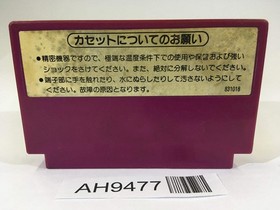 カセットについてのお願い
●精密機器ですので、極端な温度条件下での使用や保管および強い
ショックをさけてください。また、絶対に分解しないでください。
●端子部に手を触れたり、水にぬらしたりして汚さないようにして
ください。故障の原因となります。
831018
AH9477